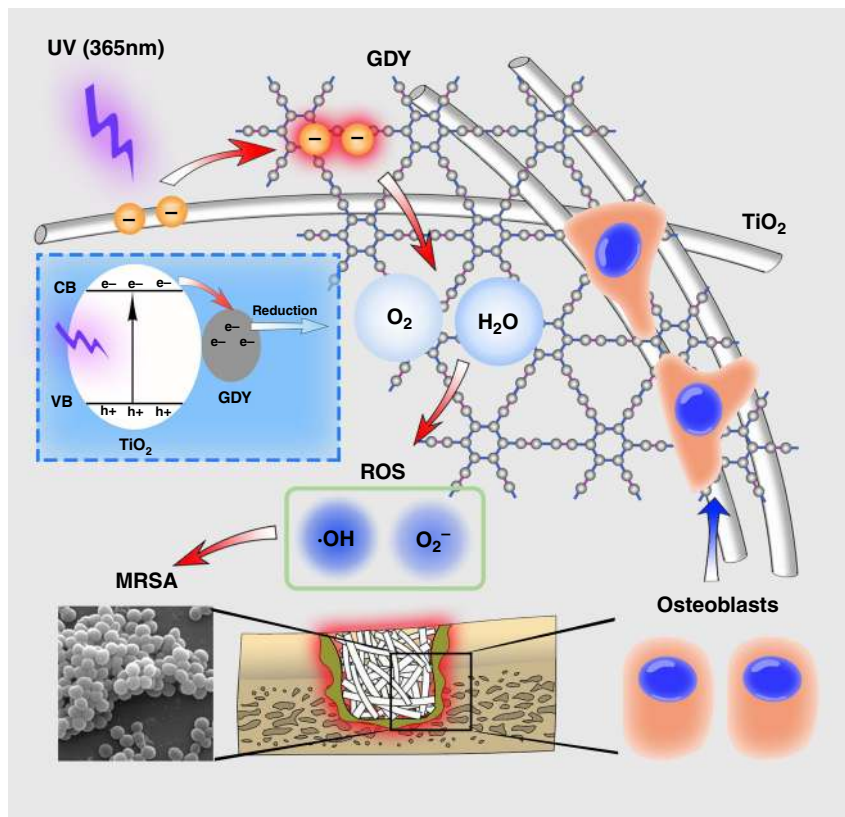 UV (365nm)
GDY
−
−
−
−
TiO₂
CB
e– e– e–
Reduction
e–
e– e–
GDY
VB
h+ h+ h+
TiO₂
O₂
H₂O
ROS
·OH
O₂⁻
MRSA
Osteoblasts